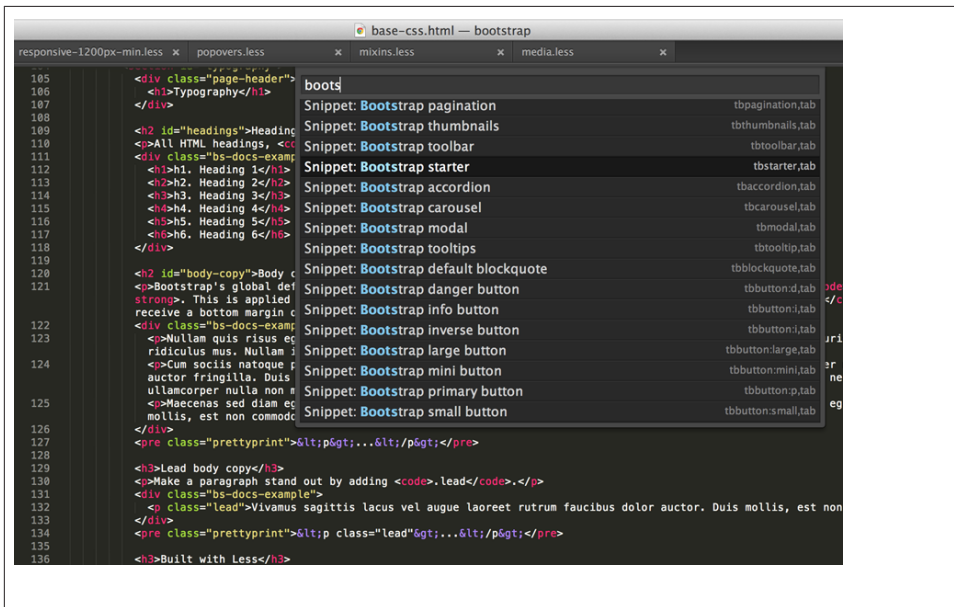 base-css.html — bootstrap
responsive-1200px-min.less × popovers.less × mixins.less × media.less ×
boots
Snippet: Bootstrap pagination tbpagination,tab
Snippet: Bootstrap thumbnails tbthumbnails,tab
Snippet: Bootstrap toolbar tbtoolbar,tab
Snippet: Bootstrap starter tbstarter,tab
Snippet: Bootstrap accordion tbaccordion,tab
Snippet: Bootstrap carousel tbcarousel,tab
Snippet: Bootstrap modal tbmodal,tab
Snippet: Bootstrap tooltips tbtooltip,tab
Snippet: Bootstrap default blockquote tbblockquote,tab
Snippet: Bootstrap danger button tbbutton:d,tab
Snippet: Bootstrap info button tbbutton:i,tab
Snippet: Bootstrap inverse button tbbutton:i,tab
Snippet: Bootstrap large button tbbutton:large,tab
Snippet: Bootstrap mini button tbbutton:mini,tab
Snippet: Bootstrap primary button tbbutton:p,tab
Snippet: Bootstrap small button tbbutton:small,tab
105 <div class="page-header">
106 <h1>Typography</h1>
107 </div>
108
109 <h2 id="headings">Heading
110 <p>All HTML headings, <co
111 <div class="bs-docs-examp
112 <h1>h1. Heading 1</h1>
113 <h2>h2. Heading 2</h2>
114 <h3>h3. Heading 3</h3>
115 <h4>h4. Heading 4</h4>
116 <h5>h5. Heading 5</h5>
117 <h6>h6. Heading 6</h6>
118 </div>
119
120 <h2 id="body-copy">Body c
121 <p>Bootstrap's global def ode
strong>. This is applied </c
receive a bottom margin o
122 <div class="bs-docs-examp
123 <p>Nullam quis risus eg uri
ridiculus mus. Nullam i
124 <p>Cum sociis natoque p er
auctor fringilla. Duis ne
ullamcorper nulla non m
125 <p>Maecenas sed diam eg eg
mollis, est non commodo
126 </div>
127 <pre class="prettyprint">&lt;p&gt;...&lt;/p&gt;</pre>
128
129 <h3>Lead body copy</h3>
130 <p>Make a paragraph stand out by adding <code>.lead</code>.</p>
131 <div class="bs-docs-example">
132 <p class="lead">Vivamus sagittis lacus vel augue laoreet rutrum faucibus dolor auctor. Duis mollis, est non
133 </div>
134 <pre class="prettyprint">&lt;p class="lead"&gt;...&lt;/p&gt;</pre>
135
136 <h3>Built with Less</h3>